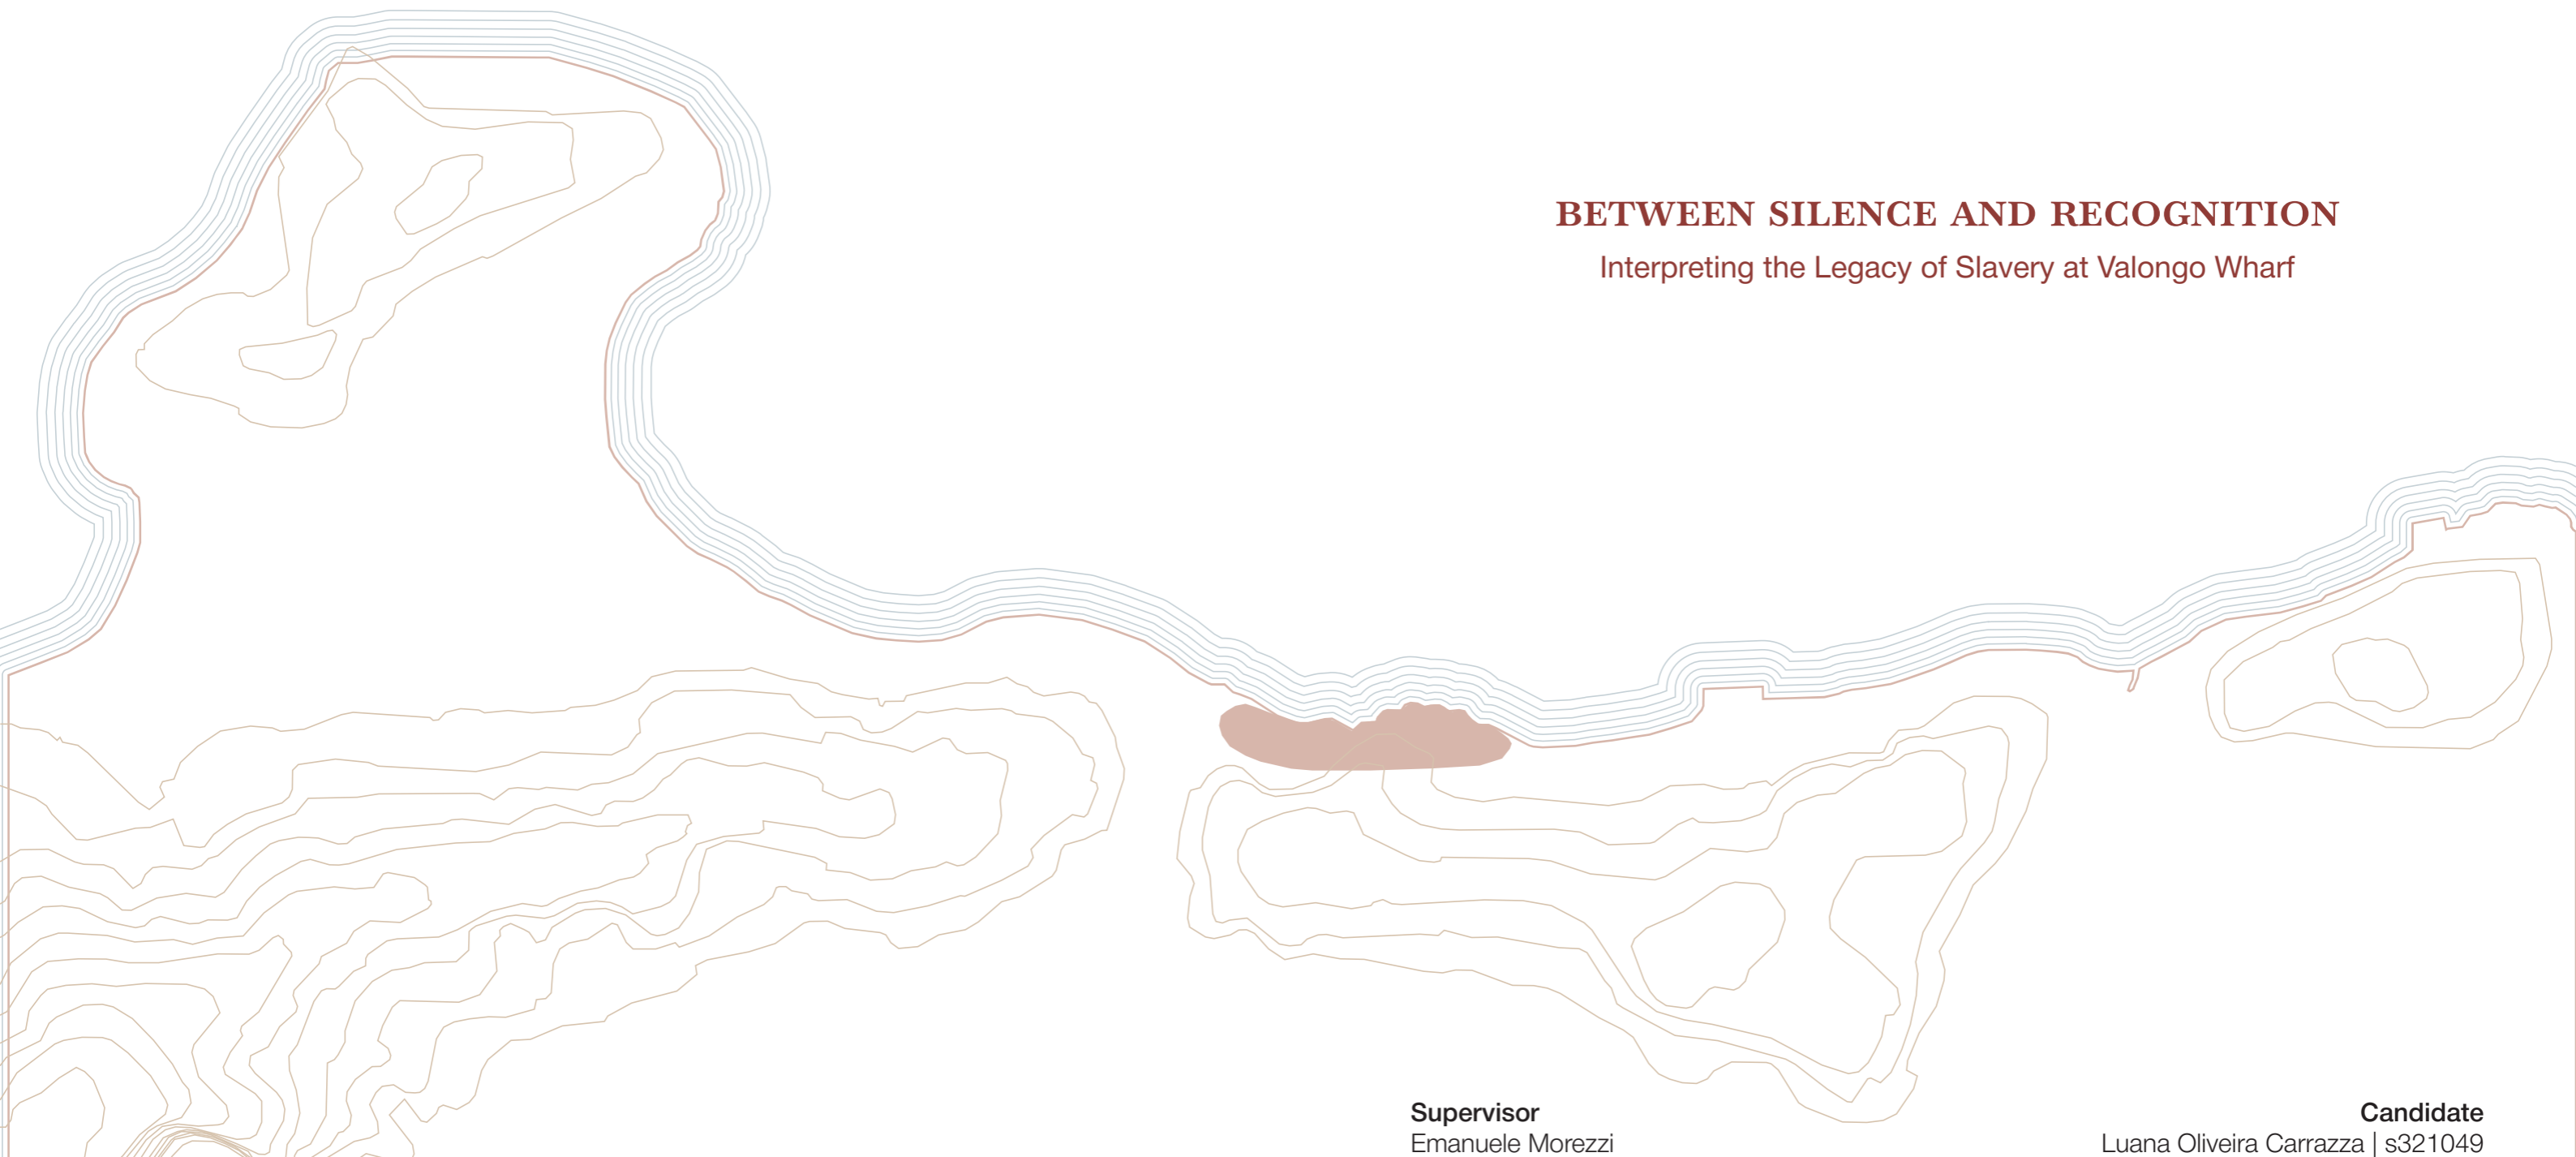 BETWEEN SILENCE AND RECOGNITION
Interpreting the Legacy of Slavery at Valongo Wharf
Supervisor
Emanuele Morezzi
Candidate
Luana Oliveira Carrazza | s321049